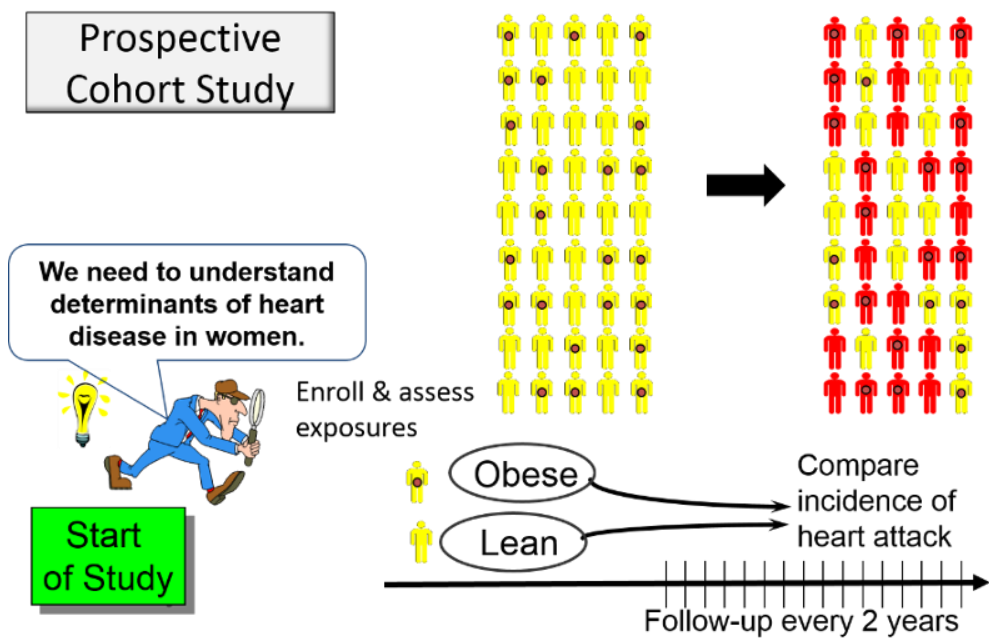 Prospective
Cohort Study
We need to understand
determinants of heart
disease in women.
Enroll & assess
exposures
Start
of Study
Obese
Lean
Compare
incidence of
heart attack
Follow-up every 2 years